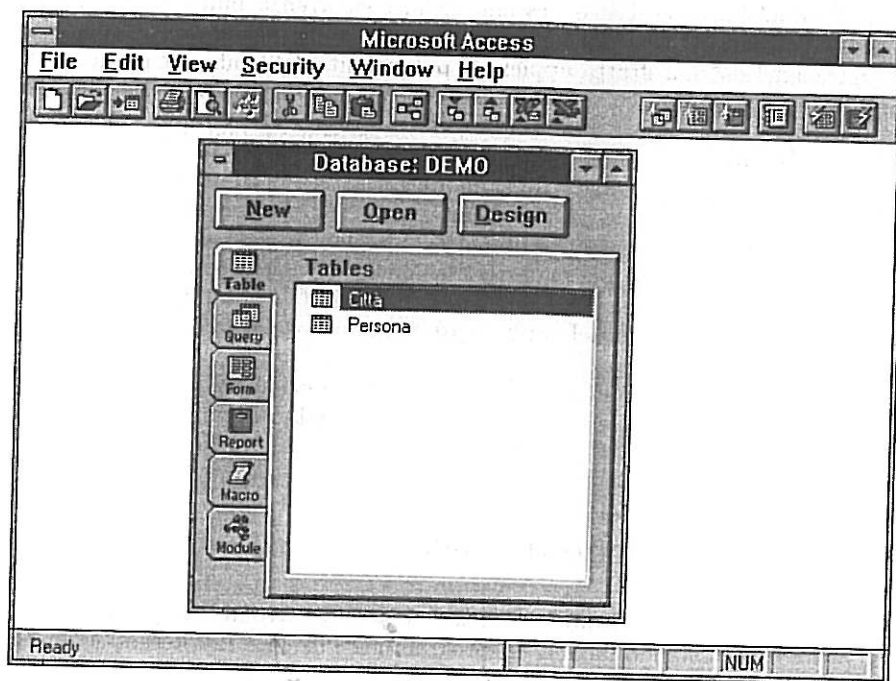 Microsoft Access
File Edit View Security Window Help
Database: DEMO
New Open Design
Table
Tables
Città
Persona
Query
Form
Report
Macro
Module
Ready
NUM